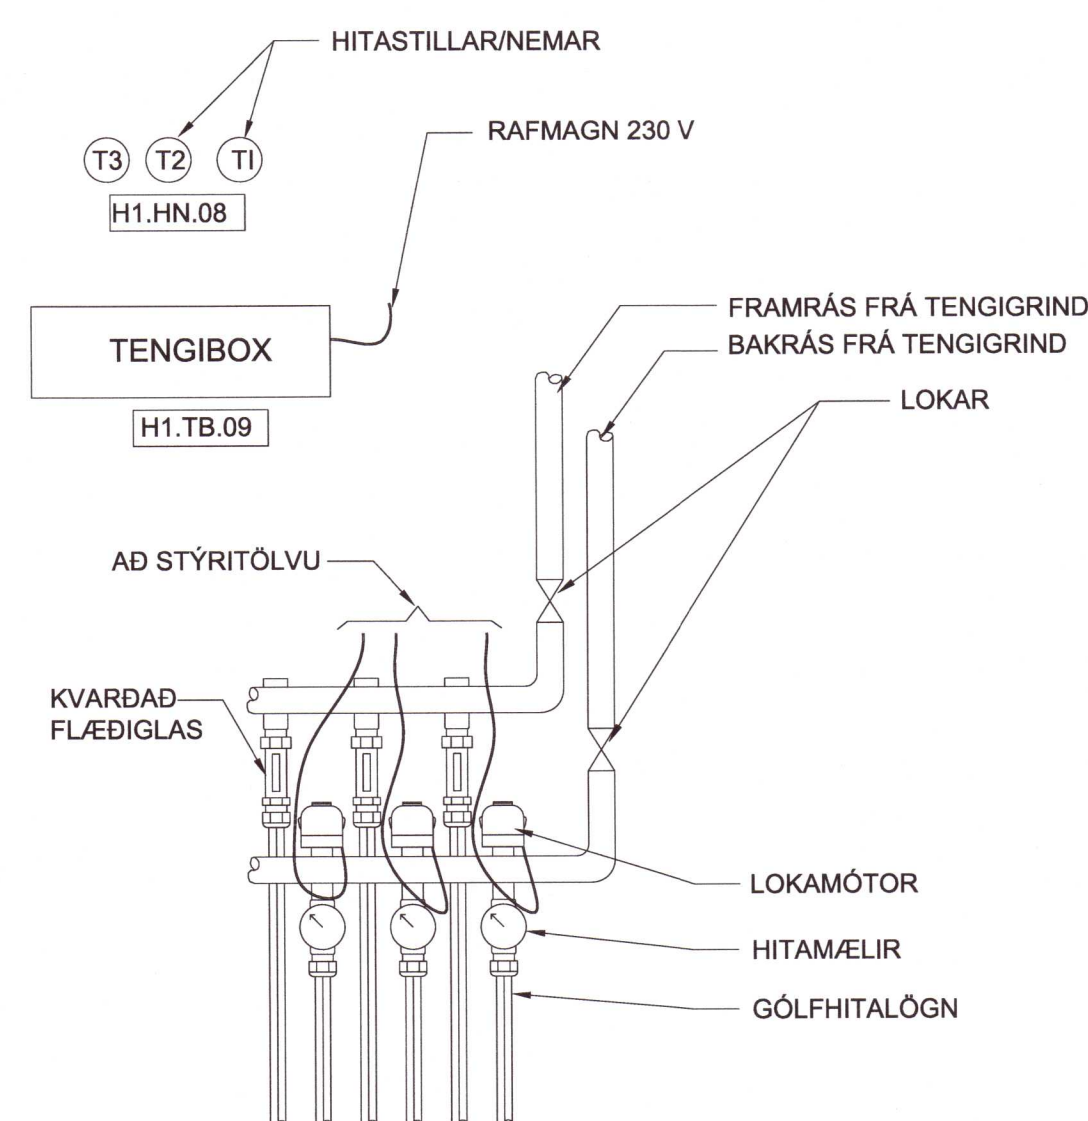 HITASTILLAR/NEMAR
RAFMAGN 230 V
T3 T2 TI
H1.HN.08
FRAMRÁS FRÁ TENGIGRIND
BAKRÁS FRÁ TENGIGRIND
TENGIBOX
LOKAR
H1.TB.09
AÐ STÝRITÖLVU
KVARÐAÐ
FLÆÐIGLAS
LOKAMÓTOR
HITAMÆLIR
GÓLFHITALÖGN